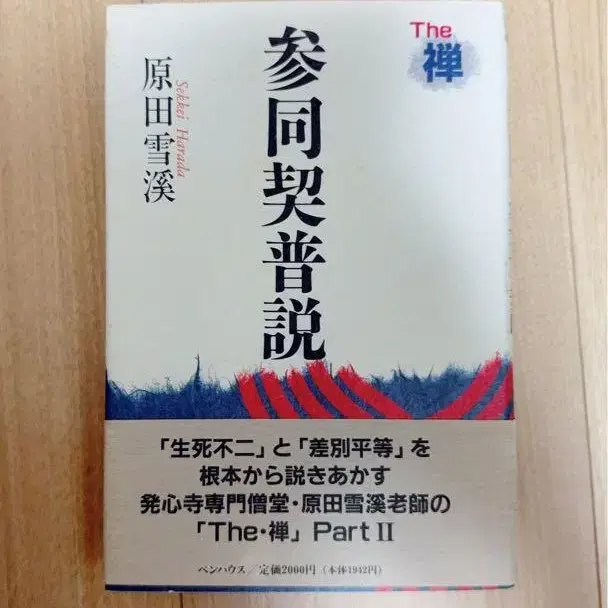 The
禅
参同契普説
原田雪溪
Sekkei Harada
「生死不二」と「差別平等」を
根本から説きあかす
発心寺専門僧堂・原田雪溪老師の
「The・禅」 Part II
ペンハウス/定価2000円(本体1942円)